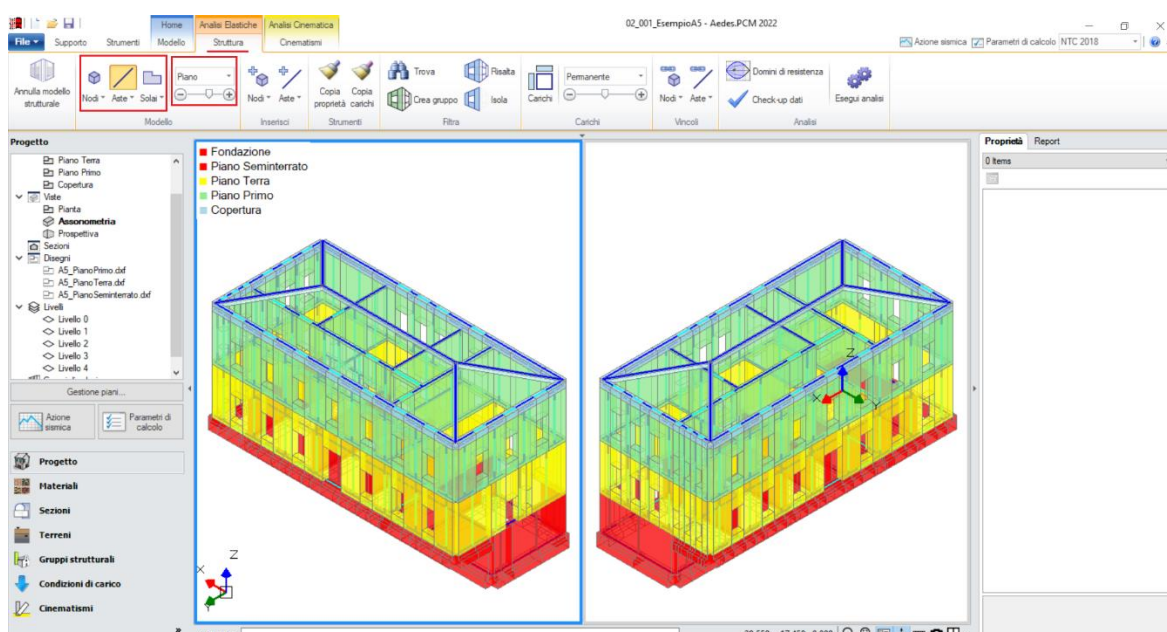 02_001_EsempioA5 - Aedes.PCM 2022
Home Analisi Elastiche Analisi Cinematica
File Supporto Strumenti Modello Struttura Cinematismi
Azione sismica Parametri di calcolo NTC 2018
Annulla modello strutturale
Nodi Aste Solai
Piano
Modello
Nodi Aste
Inserisci
Copia proprietà Copia carichi
Strumenti
Trova Risalta
Crea gruppo Isola
Filtra
Carichi Permanente
Carichi
Nodi Aste
Vincoli
Domini di resistenza
Check-up dati
Esegui analisi
Analisi
Progetto
Piano Terra
Piano Primo
Copertura
Viste
Pianta
Assonometria
Prospettiva
Sezioni
Disegni
A5_PianoPrimo.dxf
A5_PianoTerra.dxf
A5_PianoSeminterrato.dxf
Livelli
Livello 0
Livello 1
Livello 2
Livello 3
Livello 4
Gestione piani...
Azione sismica
Parametri di calcolo
Progetto
Materiali
Sezioni
Terreni
Gruppi strutturali
Condizioni di carico
Cinematismi
»
Fondazione
Piano Seminterrato
Piano Terra
Piano Primo
Copertura
Z
X
Y
Z
X
Y
Proprietà Report
0 Items